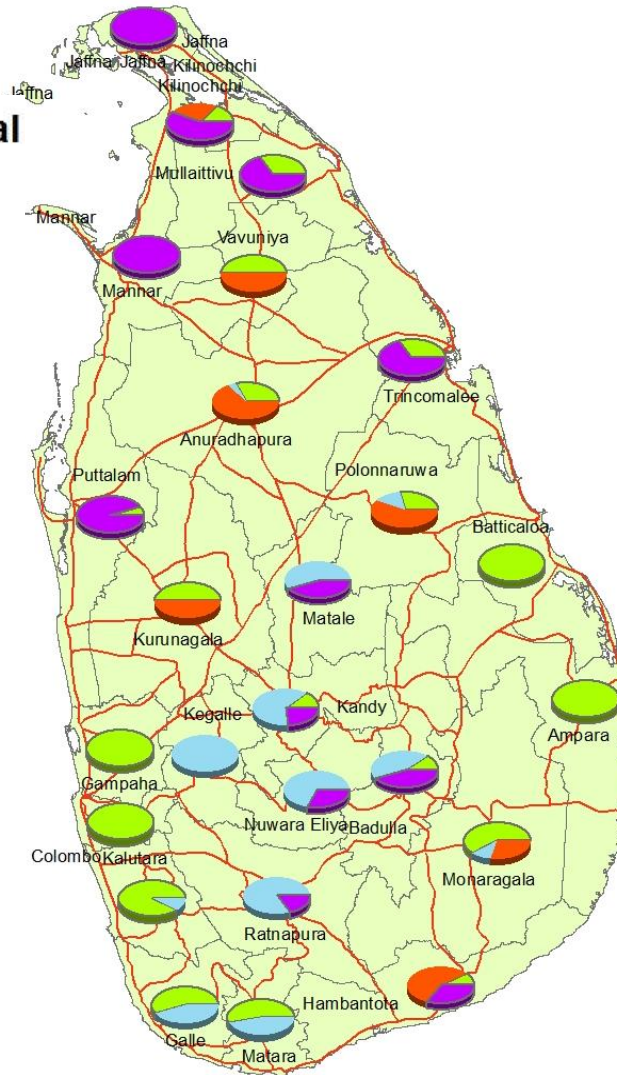 Jaffna
Jaffna Jaffna Kilinochchi
Kilinochchi
Jaffna
al
Mullaittivu
Mannar
Vavuniya
Mannar
Trincomalee
Anuradhapura
Puttalam
Polonnaruwa
Batticaloa
Matale
Kurunagala
Kegalle
Kandy
Ampara
Gampaha
Nuwara Eliya
Badulla
Colombo
Kalutara
Monaragala
Ratnapura
Hambantota
Galle
Matara